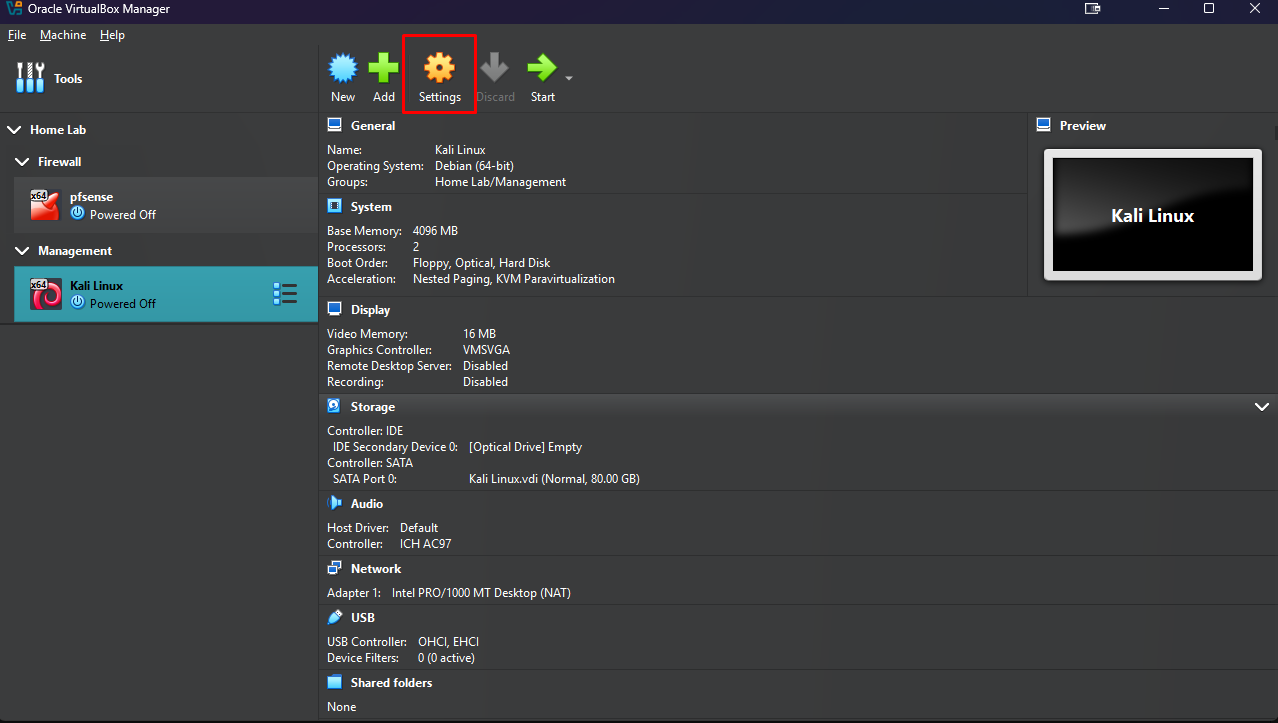 Oracle VirtualBox Manager
File Machine Help
Tools
New Add Settings Discard Start
Home Lab
Firewall
x64
pfsense
Powered Off
Management
x64
Kali Linux
Powered Off
General
Name: Kali Linux
Operating System: Debian (64-bit)
Groups: Home Lab/Management
System
Base Memory: 4096 MB
Processors: 2
Boot Order: Floppy, Optical, Hard Disk
Acceleration: Nested Paging, KVM Paravirtualization
Display
Video Memory: 16 MB
Graphics Controller: VMSVGA
Remote Desktop Server: Disabled
Recording: Disabled
Storage
Controller: IDE
IDE Secondary Device 0: [Optical Drive] Empty
Controller: SATA
SATA Port 0: Kali Linux.vdi (Normal, 80.00 GB)
Audio
Host Driver: Default
Controller: ICH AC97
Network
Adapter 1: Intel PRO/1000 MT Desktop (NAT)
USB
USB Controller: OHCI, EHCI
Device Filters: 0 (0 active)
Shared folders
None
Preview
Kali Linux